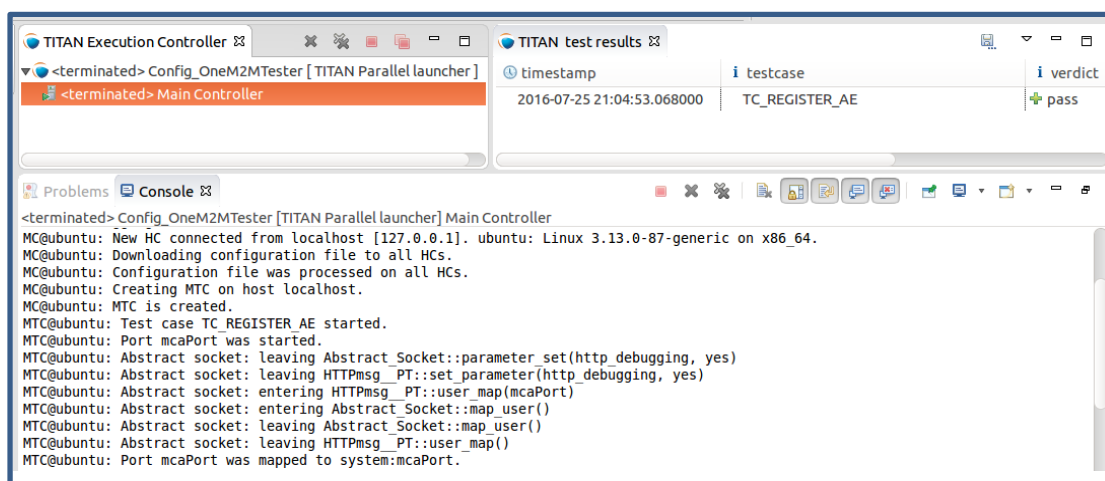 TITAN Execution Controller
<terminated> Config_OneM2MTester [ TITAN Parallel launcher ]
<terminated> Main Controller
TITAN test results
timestamp testcase verdict
2016-07-25 21:04:53.068000 TC_REGISTER_AE pass
Problems Console
<terminated> Config_OneM2MTester [TITAN Parallel launcher] Main Controller
MC@ubuntu: New HC connected from localhost [127.0.0.1]. ubuntu: Linux 3.13.0-87-generic on x86_64.
MC@ubuntu: Downloading configuration file to all HCs.
MC@ubuntu: Configuration file was processed on all HCs.
MC@ubuntu: Creating MTC on host localhost.
MC@ubuntu: MTC is created.
MTC@ubuntu: Test case TC_REGISTER_AE started.
MTC@ubuntu: Port mcaPort was started.
MTC@ubuntu: Abstract socket: leaving Abstract_Socket::parameter_set(http_debugging, yes)
MTC@ubuntu: Abstract socket: leaving HTTPmsg__PT::set_parameter(http_debugging, yes)
MTC@ubuntu: Abstract socket: entering HTTPmsg__PT::user_map(mcaPort)
MTC@ubuntu: Abstract socket: entering Abstract_Socket::map_user()
MTC@ubuntu: Abstract socket: leaving Abstract_Socket::map_user()
MTC@ubuntu: Abstract socket: leaving HTTPmsg__PT::user_map()
MTC@ubuntu: Port mcaPort was mapped to system:mcaPort.